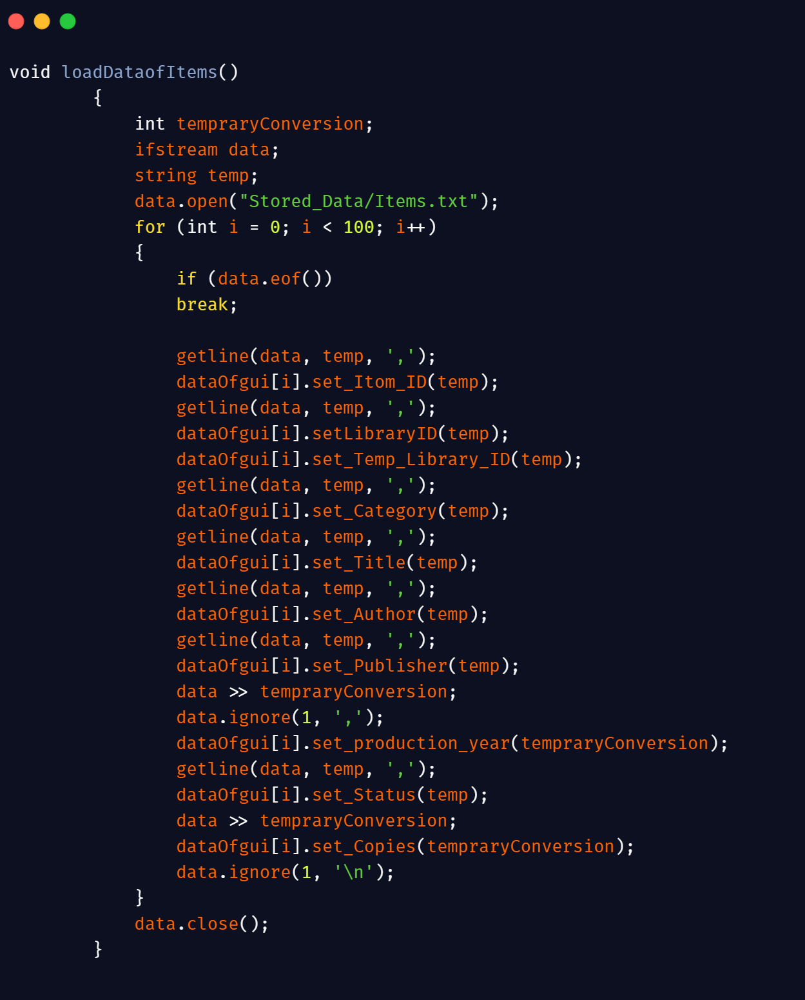 void loadDataofItems()
{
int tempraryConversion;
ifstream data;
string temp;
data.open("Stored_Data/Items.txt");
for (int i = 0; i < 100; i++)
{
if (data.eof())
break;
getline(data, temp, ',');
dataOfgui[i].set_Itom_ID(temp);
getline(data, temp, ',');
dataOfgui[i].setLibraryID(temp);
dataOfgui[i].set_Temp_Library_ID(temp);
getline(data, temp, ',');
dataOfgui[i].set_Category(temp);
getline(data, temp, ',');
dataOfgui[i].set_Title(temp);
getline(data, temp, ',');
dataOfgui[i].set_Author(temp);
getline(data, temp, ',');
dataOfgui[i].set_Publisher(temp);
data >> tempraryConversion;
data.ignore(1, ',');
dataOfgui[i].set_production_year(tempraryConversion);
getline(data, temp, ',');
dataOfgui[i].set_Status(temp);
data >> tempraryConversion;
dataOfgui[i].set_Copies(tempraryConversion);
data.ignore(1, '\n');
}
data.close();
}